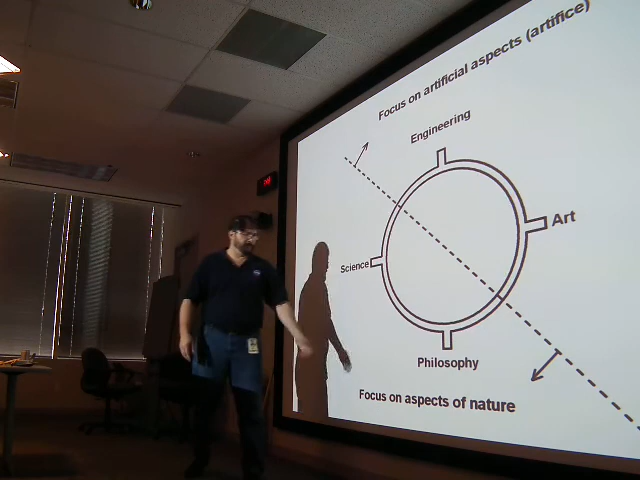 Focus on artificial aspects (artifice)
Engineering
Art
Science
Philosophy
Focus on aspects of nature